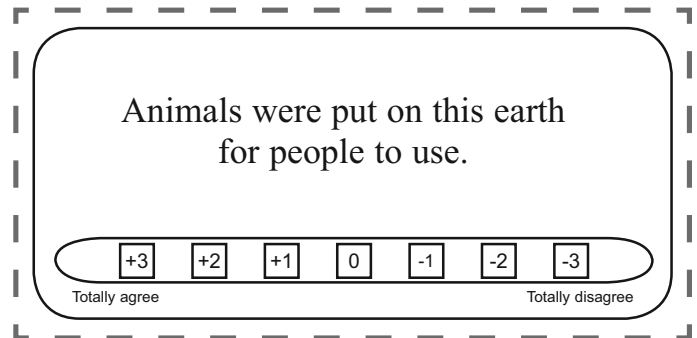 Animals were put on this earth
for people to use.
+3 +2 +1 0 -1 -2 -3
Totally agree Totally disagree